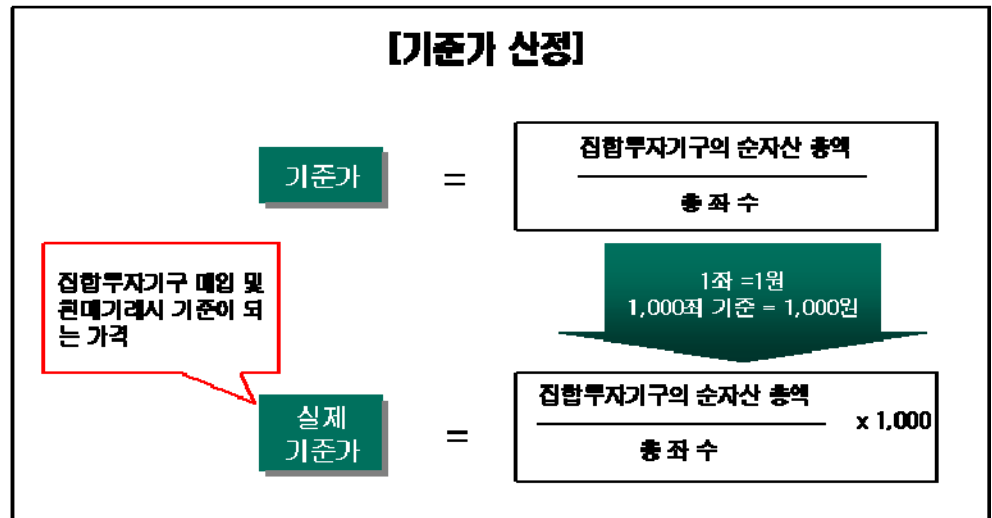 [기준가 산정]
기준가
=
집합투자기구의 순자산 총액
총 좌 수
집합투자기구 매입 및
환매거래시 기준이 되
는 가격
1좌 =1원
1,000좌 기준 = 1,000원
실제
기준가
=
집합투자기구의 순자산 총액
x 1,000
총 좌 수